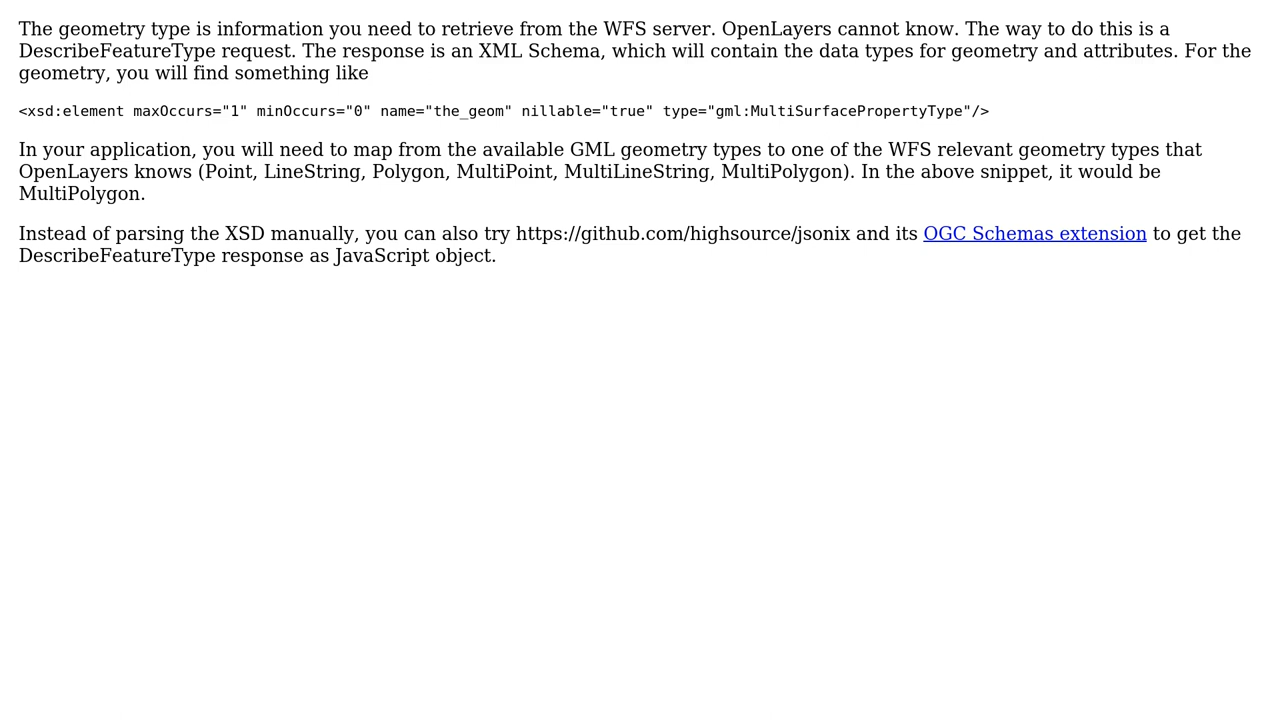 The geometry type is information you need to retrieve from the WFS server. OpenLayers cannot know. The way to do this is a
DescribeFeatureType request. The response is an XML Schema, which will contain the data types for geometry and attributes. For the
geometry, you will find something like
<xsd:element maxOccurs="1" minOccurs="0" name="the_geom" nillable="true" type="gml:MultiSurfacePropertyType"/>
In your application, you will need to map from the available GML geometry types to one of the WFS relevant geometry types that
OpenLayers knows (Point, LineString, Polygon, MultiPoint, MultiLineString, MultiPolygon). In the above snippet, it would be
MultiPolygon.
Instead of parsing the XSD manually, you can also try https://github.com/highsource/jsonix and its OGC Schemas extension to get the
DescribeFeatureType response as JavaScript object.